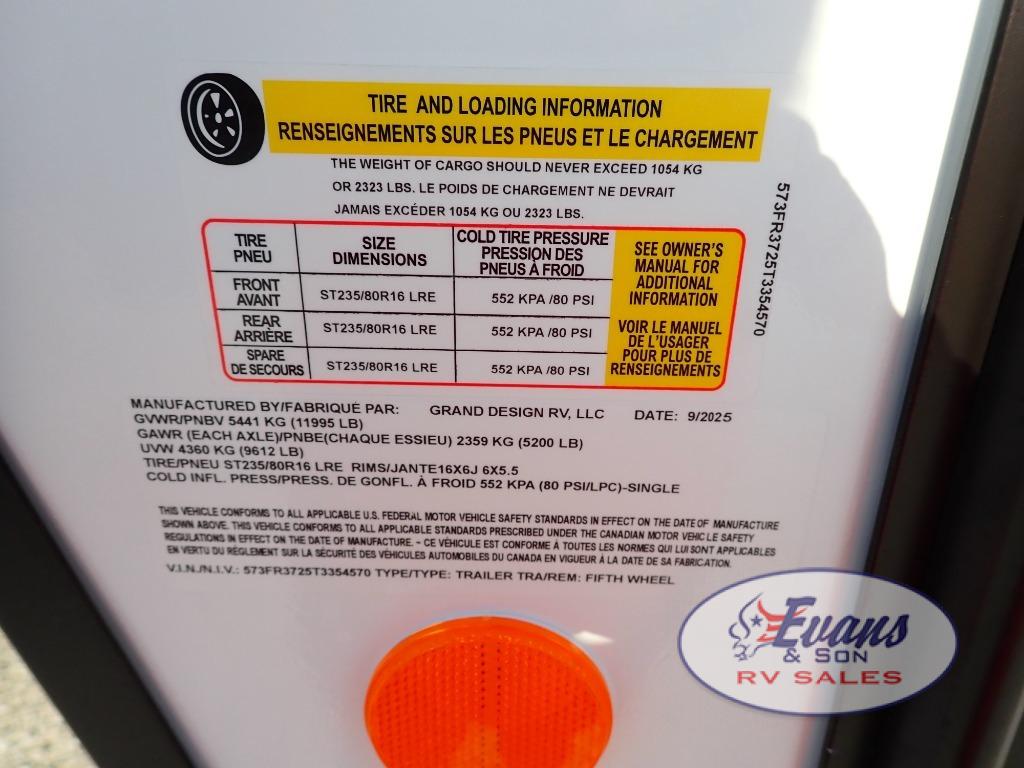 TIRE AND LOADING INFORMATION
RENSEIGNEMENTS SUR LES PNEUS ET LE CHARGEMENT
THE WEIGHT OF CARGO SHOULD NEVER EXCEED 1054 KG
OR 2323 LBS. LE POIDS DE CHARGEMENT NE DEVRAIT
JAMAIS EXCÉDER 1054 KG OU 2323 LBS.
TIRE
PNEU
SIZE
DIMENSIONS
COLD TIRE PRESSURE
PRESSION DES
PNEUS À FROID
FRONT
AVANT
ST235/80R16 LRE
552 KPA /80 PSI
REAR
ARRIÈRE
ST235/80R16 LRE
552 KPA /80 PSI
SPARE
DE SECOURS
ST235/80R16 LRE
552 KPA /80 PSI
SEE OWNER'S
MANUAL FOR
ADDITIONAL
INFORMATION
VOIR LE MANUEL
DE L'USAGER
POUR PLUS DE
RENSEIGNEMENTS
573FR3725T3354570
MANUFACTURED BY/FABRIQUÉ PAR: GRAND DESIGN RV, LLC DATE: 9/2025
GVWR/PNBV 5441 KG (11995 LB)
GAWR (EACH AXLE)/PNBE(CHAQUE ESSIEU) 2359 KG (5200 LB)
UVW 4360 KG (9612 LB)
TIRE/PNEU ST235/80R16 LRE RIMS/JANTE16X6J 6X5.5
COLD INFL. PRESS/PRESS. DE GONFL. À FROID 552 KPA (80 PSI/LPC)-SINGLE
THIS VEHICLE CONFORMS TO ALL APPLICABLE U.S. FEDERAL MOTOR VEHICLE SAFETY STANDARDS IN EFFECT ON THE DATE OF MANUFACTURE
SHOWN ABOVE. THIS VEHICLE CONFORMS TO ALL APPLICABLE STANDARDS PRESCRIBED UNDER THE CANADIAN MOTOR VEHICLE SAFETY
REGULATIONS IN EFFECT ON THE DATE OF MANUFACTURE. - CE VÉHICULE EST CONFORME À TOUTES LES NORMES QUI LUI SONT APPLICABLES
EN VERTU DU RÈGLEMENT SUR LA SÉCURITÉ DES VÉHICULES AUTOMOBILES DU CANADA EN VIGUEUR À LA DATE DE SA FABRICATION.
V.I.N./N.I.V.: 573FR3725T3354570 TYPE/TYPE: TRAILER TRA/REM: FIFTH WHEEL
Evans
& SON
RV SALES